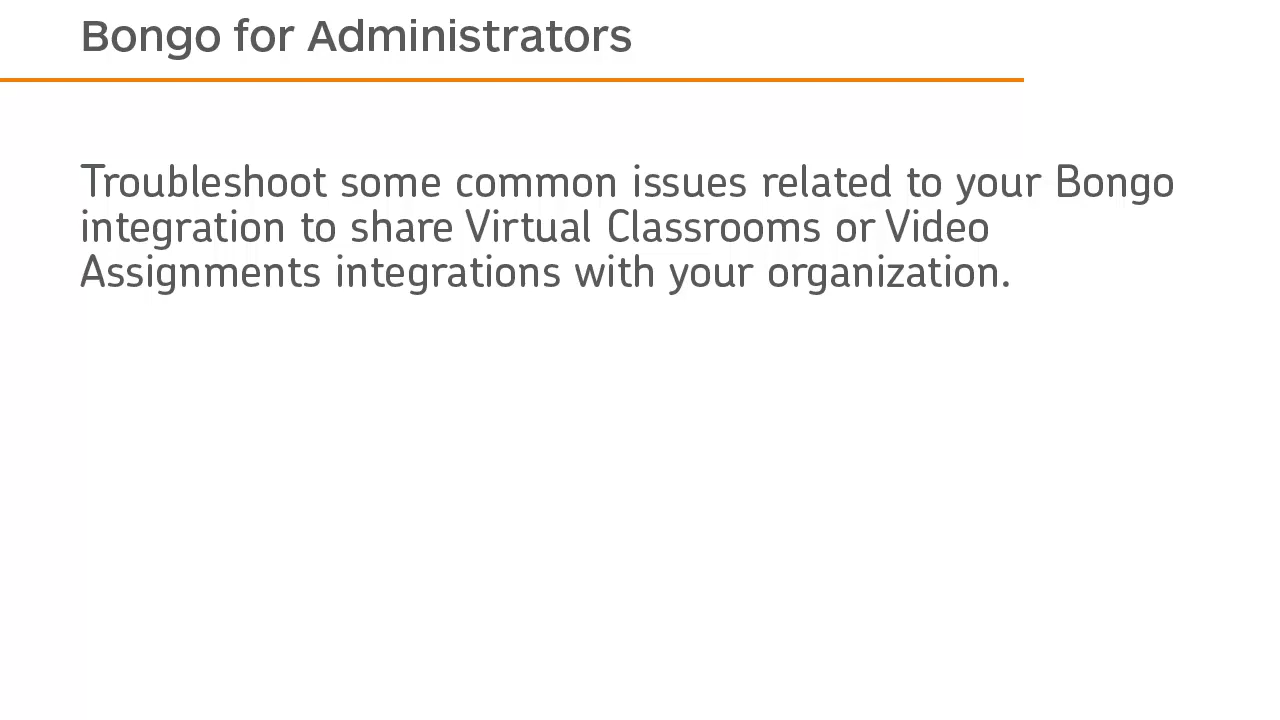 Bongo for Administrators
Troubleshoot some common issues related to your Bongo
integration to share Virtual Classrooms or Video
Assignments integrations with your organization.